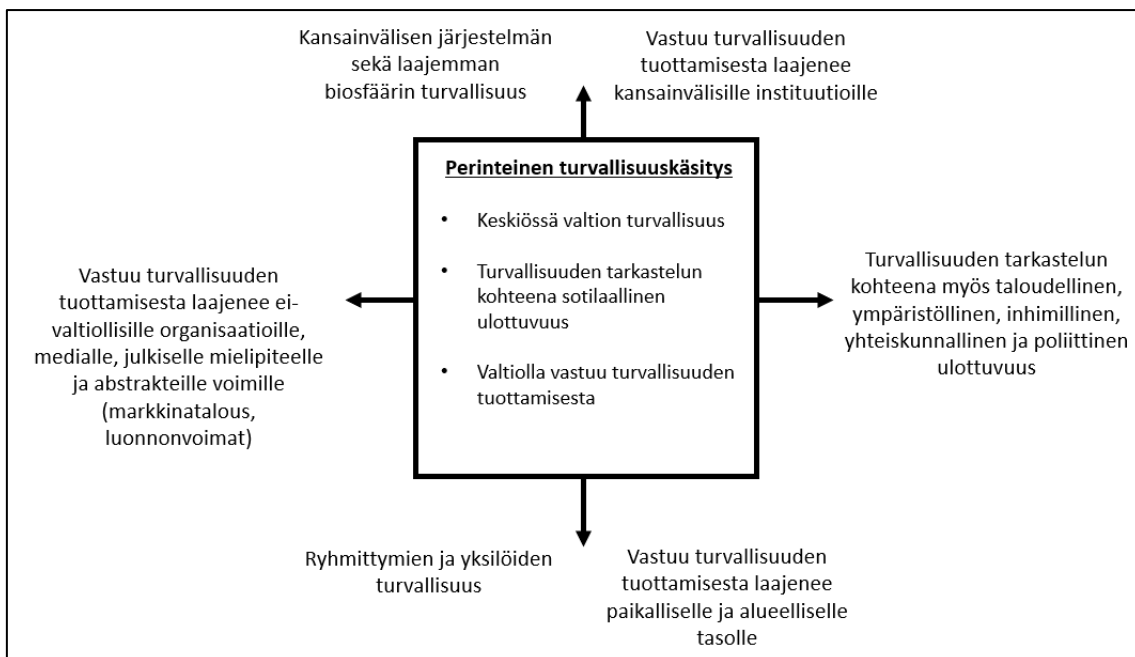 Kansainvälisen järjestelmän
sekä laajemman
biosfäärin turvallisuus
Vastuu turvallisuuden
tuottamisesta laajenee
kansainvälisille instituutioille
Perinteinen turvallisuuskäsitys
• Keskiössä valtion turvallisuus
• Turvallisuuden tarkastelun
kohteena sotilaallinen
ulottuvuus
• Valtiolla vastuu turvallisuuden
tuottamisesta
Vastuu turvallisuuden
tuottamisesta laajenee ei-
valtiollisille organisaatioille,
medialle, julkiselle mielipiteelle
ja abstrakteille voimille
(markkinatalous,
luonnonvoimat)
Turvallisuuden tarkastelun
kohteena myös taloudellinen,
ympäristöllinen, inhimillinen,
yhteiskunnallinen ja poliittinen
ulottuvuus
Ryhmittymien ja yksilöiden
turvallisuus
Vastuu turvallisuuden
tuottamisesta laajenee
paikalliselle ja alueelliselle
tasolle